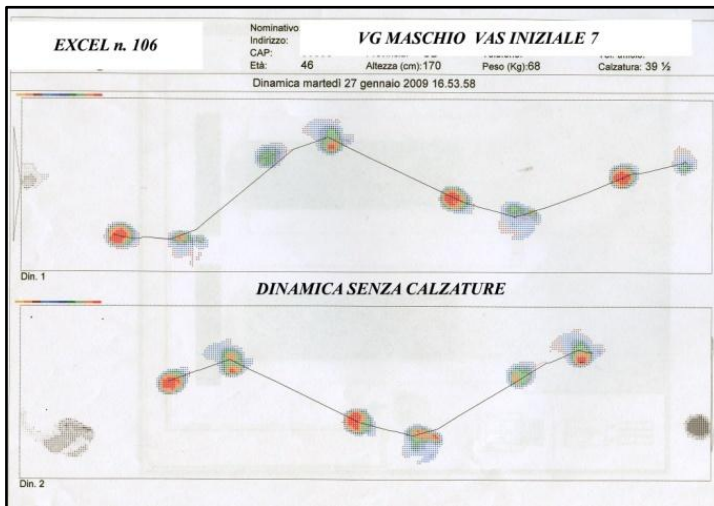 EXCEL n. 106
Nominativo
VG MASCHIO VAS INIZIALE 7
Indirizzo:
CAP:
Età: 46 Altezza (cm): 170 Peso (Kg): 68 Calzatura: 39 ½
Dinamica martedì 27 gennaio 2009 16.53.58
Din. 1
DINAMICA SENZA CALZATURE
Din. 2